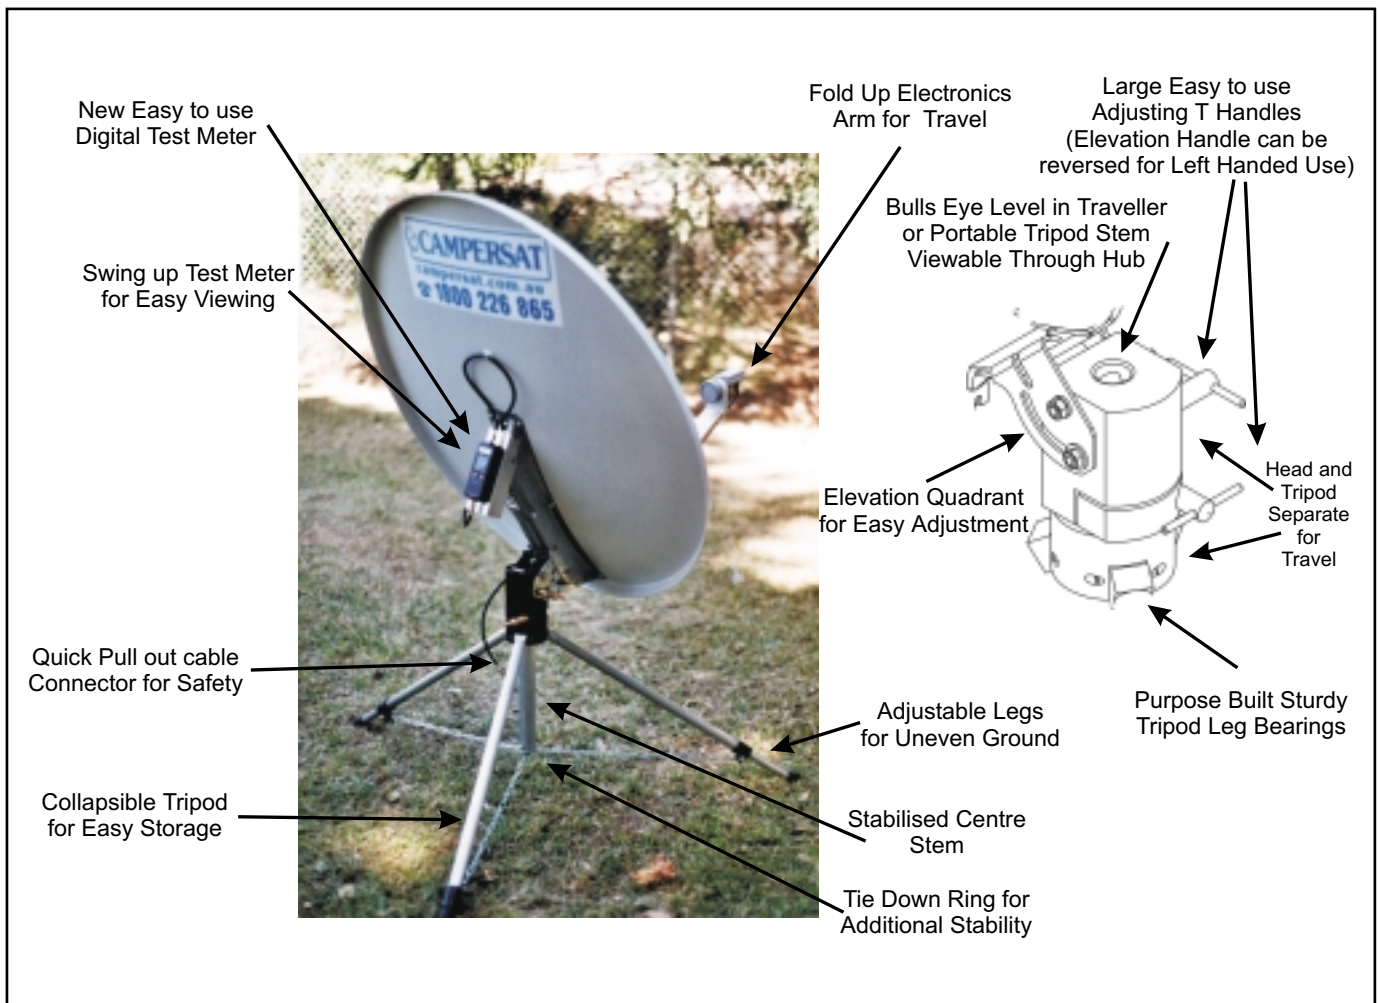 New Easy to use
Digital Test Meter
Fold Up Electronics
Arm for Travel
Large Easy to use
Adjusting T Handles
(Elevation Handle can be
reversed for Left Handed Use)
Bulls Eye Level in Traveller
or Portable Tripod Stem
Viewable Through Hub
Swing up Test Meter
for Easy Viewing
CAMPERSAT
campersat.com.au
☎ 1800 226 865
Elevation Quadrant
for Easy Adjustment
Head and
Tripod
Separate
for
Travel
Quick Pull out cable
Connector for Safety
Purpose Built Sturdy
Tripod Leg Bearings
Adjustable Legs
for Uneven Ground
Collapsible Tripod
for Easy Storage
Stabilised Centre
Stem
Tie Down Ring for
Additional Stability